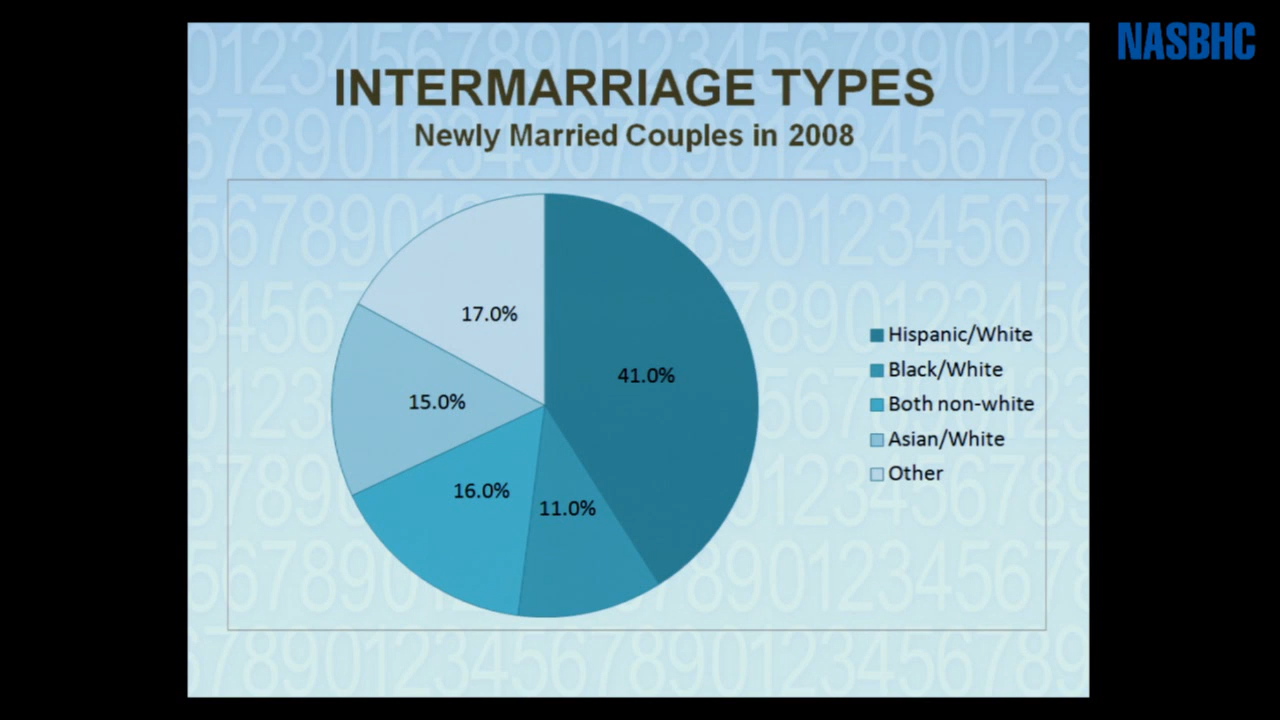 NASBHC
INTERMARRIAGE TYPES
Newly Married Couples in 2008
17.0%
41.0%
15.0%
16.0%
11.0%
Hispanic/White
Black/White
Both non-white
Asian/White
Other